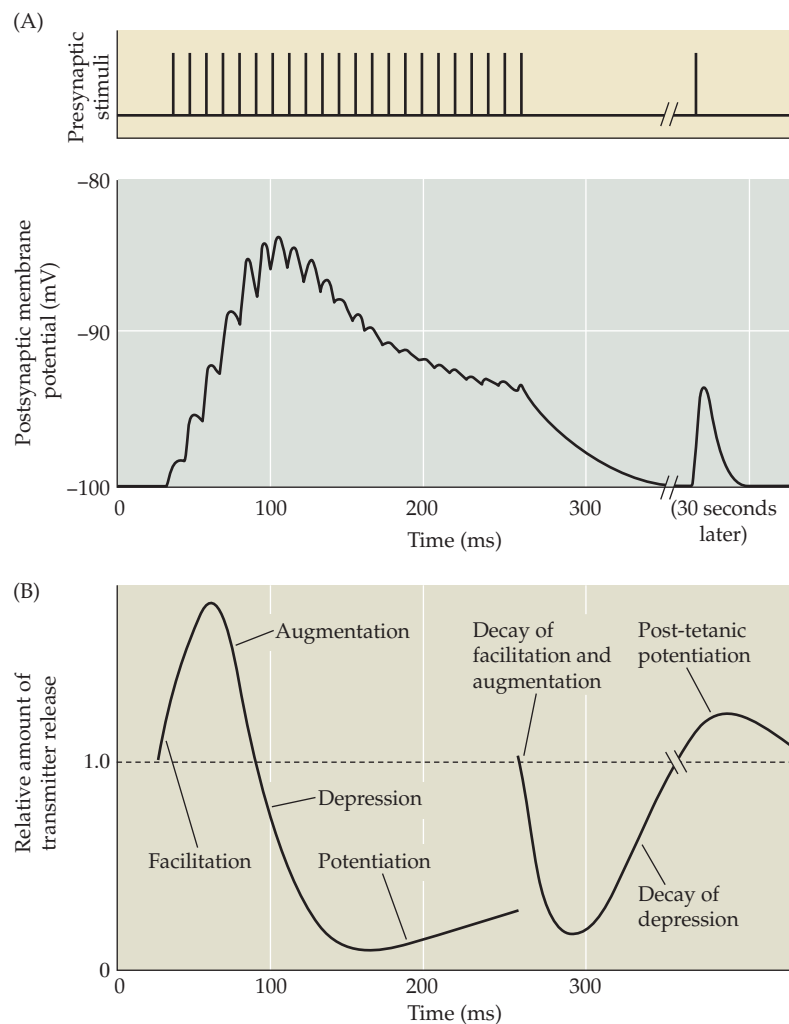 (A)
Presynaptic
stimuli
Postsynaptic membrane
potential (mV)
–80
–90
–100
0
100
200
300
(30 seconds
later)
Time (ms)
(B)
Relative amount of
transmitter release
1.0
0
Augmentation
Facilitation
Depression
Potentiation
Decay of
facilitation and
augmentation
Post-tetanic
potentiation
Decay of
depression
0
100
200
300
Time (ms)